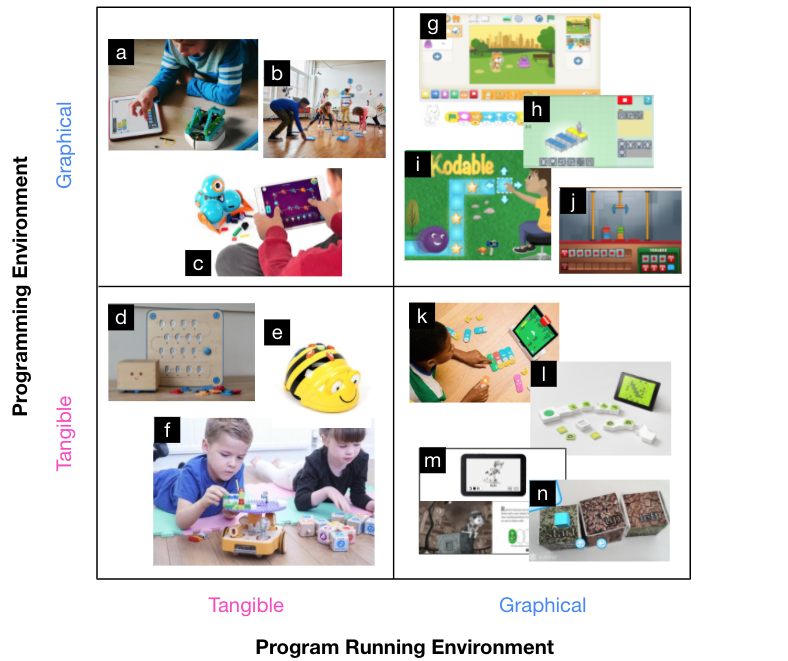 a
b
c
g
h
i
Kodable
j
d
e
f
k
l
m
n
Programming Environment
Graphical
Tangible
Tangible
Graphical
Program Running Environment